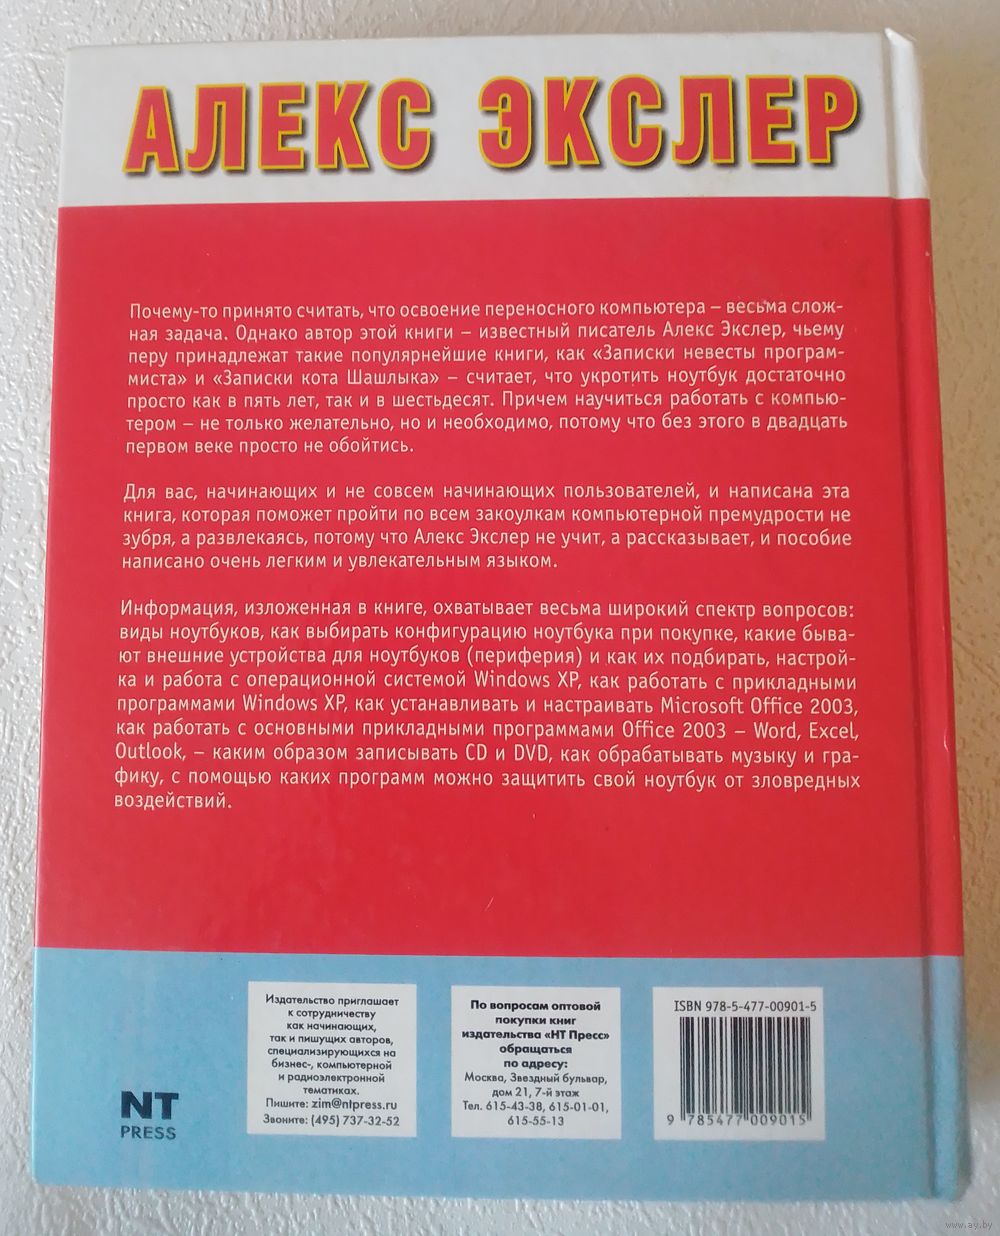 АЛЕКС ЭКСЛЕР
Почему-то принято считать, что освоение переносного компьютера – весьма слож-
ная задача. Однако автор этой книги – известный писатель Алекс Экслер, чьему
перу принадлежат такие популярнейшие книги, как «Записки невесты програм-
миста» и «Записки кота Шашлыка» – считает, что укротить ноутбук достаточно
просто как в пять лет, так и в шестьдесят. Причем научиться работать с компью-
тером – не только желательно, но и необходимо, потому что без этого в двадцать
первом веке просто не обойтись.
Для вас, начинающих и не совсем начинающих пользователей, и написана эта
книга, которая поможет пройти по всем закоулкам компьютерной премудрости не
зубря, а развлекаясь, потому что Алекс Экслер не учит, а рассказывает, и пособие
написано очень легким и увлекательным языком.
Информация, изложенная в книге, охватывает весьма широкий спектр вопросов:
виды ноутбуков, как выбирать конфигурацию ноутбука при покупке, какие быва-
ют внешние устройства для ноутбуков (периферия) и как их подбирать, настрой-
ка и работа с операционной системой Windows XP, как работать с прикладными
программами Windows XP, как устанавливать и настраивать Microsoft Office 2003,
как работать с основными прикладными программами Office 2003 – Word, Excel,
Outlook, – каким образом записывать CD и DVD, как обрабатывать музыку и гра-
фику, с помощью каких программ можно защитить свой ноутбук от зловредных
воздействий.
NT
PRESS
Издательство приглашает
к сотрудничеству
как начинающих,
так и пишущих авторов,
специализирующихся на
бизнес-, компьютерной
и радиоэлектронной
тематиках.
Пишите: zim@ntpress.ru
Звоните: (495) 737-32-52
По вопросам оптовой
покупки книг
издательства «НТ Пресс»
обращаться
по адресу:
Москва, Звездный бульвар,
дом 21, 7-й этаж
Тел. 615-43-38, 615-01-01,
615-55-13
ISBN 978-5-477-00901-5
9 785477 009015
www.ay.by